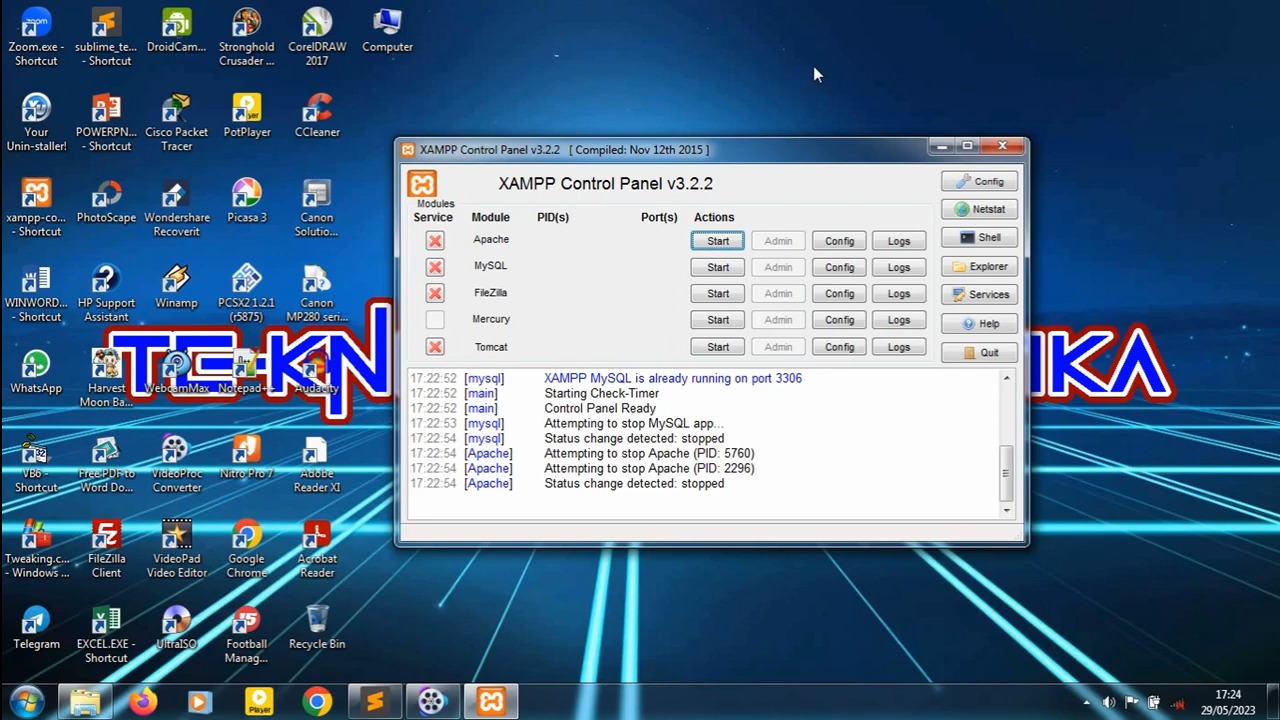 Zoom.exe -
Shortcut
sublime_te...
- Shortcut
DroidCam...
Stronghold
Crusader ...
CorelDRAW
2017
Computer
Your
Unin-staller!
POWERPN...
- Shortcut
Cisco Packet
Tracer
PotPlayer
CCleaner
xampp-co...
- Shortcut
PhotoScape
Wondershare
Recoverit
Picasa 3
Canon
Solutio...
WINWORD...
- Shortcut
HP Support
Assistant
Winamp
PCSX2 1.2.1
(r5875)
Canon
MP280 seri...
WhatsApp
Harvest
Moon Ba...
WebcamMax
Notepad++
Audacity
VB6 -
Shortcut
Free PDF to
Word Do...
VideoProc
Converter
Nitro Pro 7
Adobe
Reader XI
Tweaking.c...
- Windows ...
FileZilla
Client
VideoPad
Video Editor
Google
Chrome
Acrobat
Reader
Telegram
EXCEL.EXE -
Shortcut
UltraISO
Football
Manag...
Recycle Bin
XAMPP Control Panel v3.2.2 [ Compiled: Nov 12th 2015 ]
XAMPP Control Panel v3.2.2
Config
Modules
Service Module PID(s) Port(s) Actions
Netstat
Apache Start Admin Config Logs
Shell
MySQL Start Admin Config Logs
Explorer
FileZilla Start Admin Config Logs
Services
Mercury Start Admin Config Logs
Help
Tomcat Start Admin Config Logs
Quit
17:22:52 [mysql] XAMPP MySQL is already running on port 3306
17:22:52 [main] Starting Check-Timer
17:22:52 [main] Control Panel Ready
17:22:53 [mysql] Attempting to stop MySQL app...
17:22:54 [mysql] Status change detected: stopped
17:22:54 [Apache] Attempting to stop Apache (PID: 5760)
17:22:54 [Apache] Attempting to stop Apache (PID: 2296)
17:22:54 [Apache] Status change detected: stopped
17:24
29/05/2023